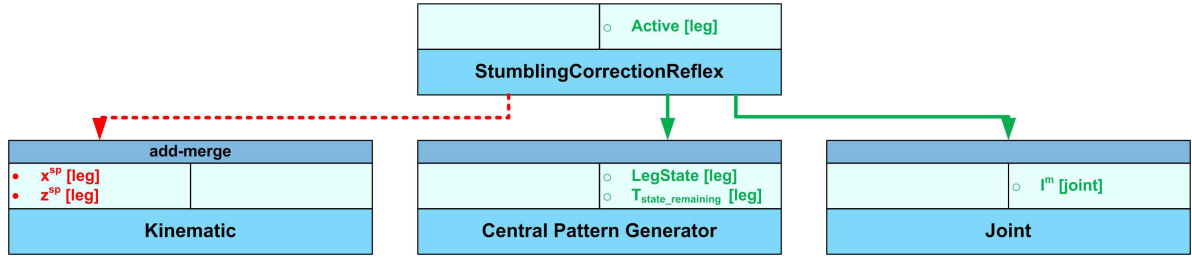 Active [leg]
StumblingCorrectionReflex
add-merge
x^sp [leg]
z^sp [leg]
Kinematic
LegState [leg]
T_state_remaining [leg]
Central Pattern Generator
I^m [joint]
Joint